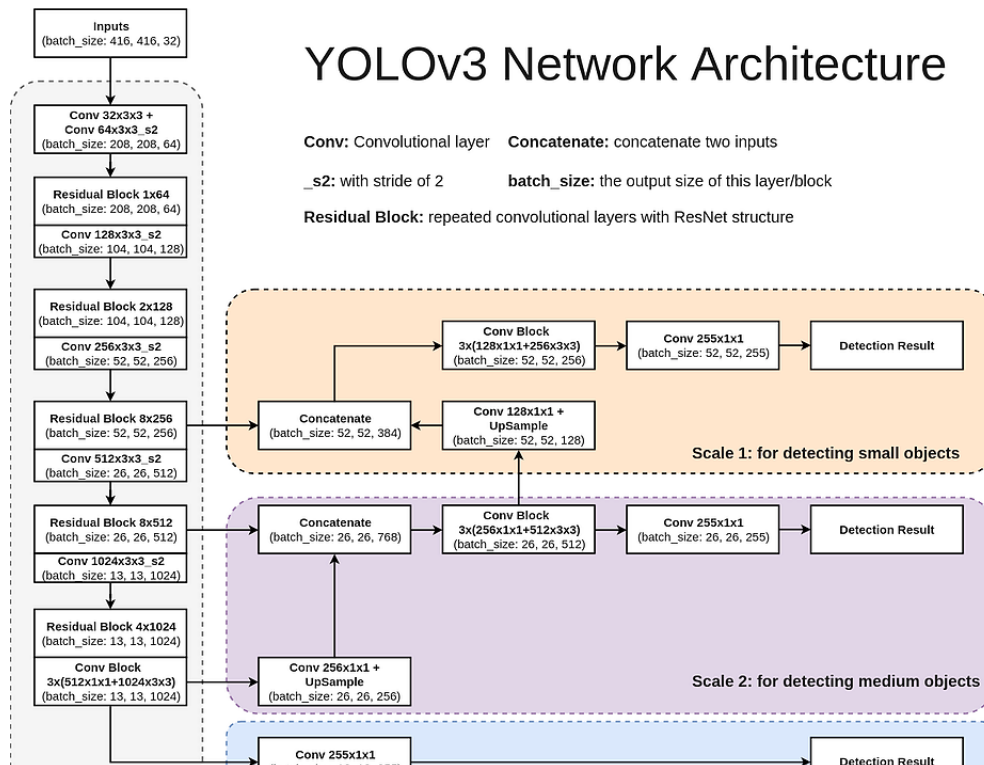 Inputs
(batch_size: 416, 416, 32)
YOLOv3 Network Architecture
Conv: Convolutional layer
Concatenate: concatenate two inputs
_s2: with stride of 2
batch_size: the output size of this layer/block
Residual Block: repeated convolutional layers with ResNet structure
Conv 32x3x3 +
Conv 64x3x3_s2
(batch_size: 208, 208, 64)
Residual Block 1x64
(batch_size: 208, 208, 64)
Conv 128x3x3_s2
(batch_size: 104, 104, 128)
Residual Block 2x128
(batch_size: 104, 104, 128)
Conv 256x3x3_s2
(batch_size: 52, 52, 256)
Residual Block 8x256
(batch_size: 52, 52, 256)
Conv 512x3x3_s2
(batch_size: 26, 26, 512)
Residual Block 8x512
(batch_size: 26, 26, 512)
Conv 1024x3x3_s2
(batch_size: 13, 13, 1024)
Residual Block 4x1024
(batch_size: 13, 13, 1024)
Conv Block
3x(512x1x1+1024x3x3)
(batch_size: 13, 13, 1024)
Conv Block
3x(128x1x1+256x3x3)
(batch_size: 52, 52, 256)
Conv 255x1x1
(batch_size: 52, 52, 255)
Detection Result
Concatenate
(batch_size: 52, 52, 384)
Conv 128x1x1 +
UpSample
(batch_size: 52, 52, 128)
Scale 1: for detecting small objects
Concatenate
(batch_size: 26, 26, 768)
Conv Block
3x(256x1x1+512x3x3)
(batch_size: 26, 26, 512)
Conv 255x1x1
(batch_size: 26, 26, 255)
Detection Result
Conv 256x1x1 +
UpSample
(batch_size: 26, 26, 256)
Scale 2: for detecting medium objects
Conv 255x1x1
Detection Result